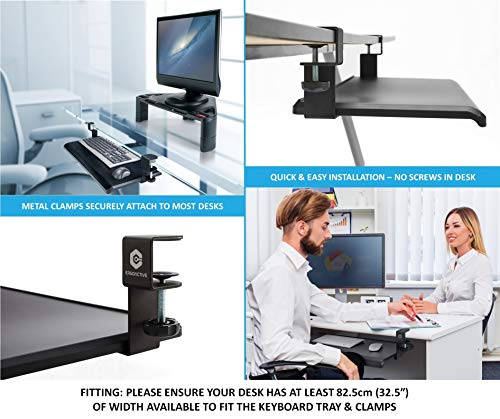 METAL CLAMPS SECURELY ATTACH TO MOST DESKS
QUICK & EASY INSTALLATION – NO SCREWS IN DESK
ERGOACTIVE
FITTING: PLEASE ENSURE YOUR DESK HAS AT LEAST 82.5cm (32.5”)
OF WIDTH AVAILABLE TO FIT THE KEYBOARD TRAY & CLAMPS